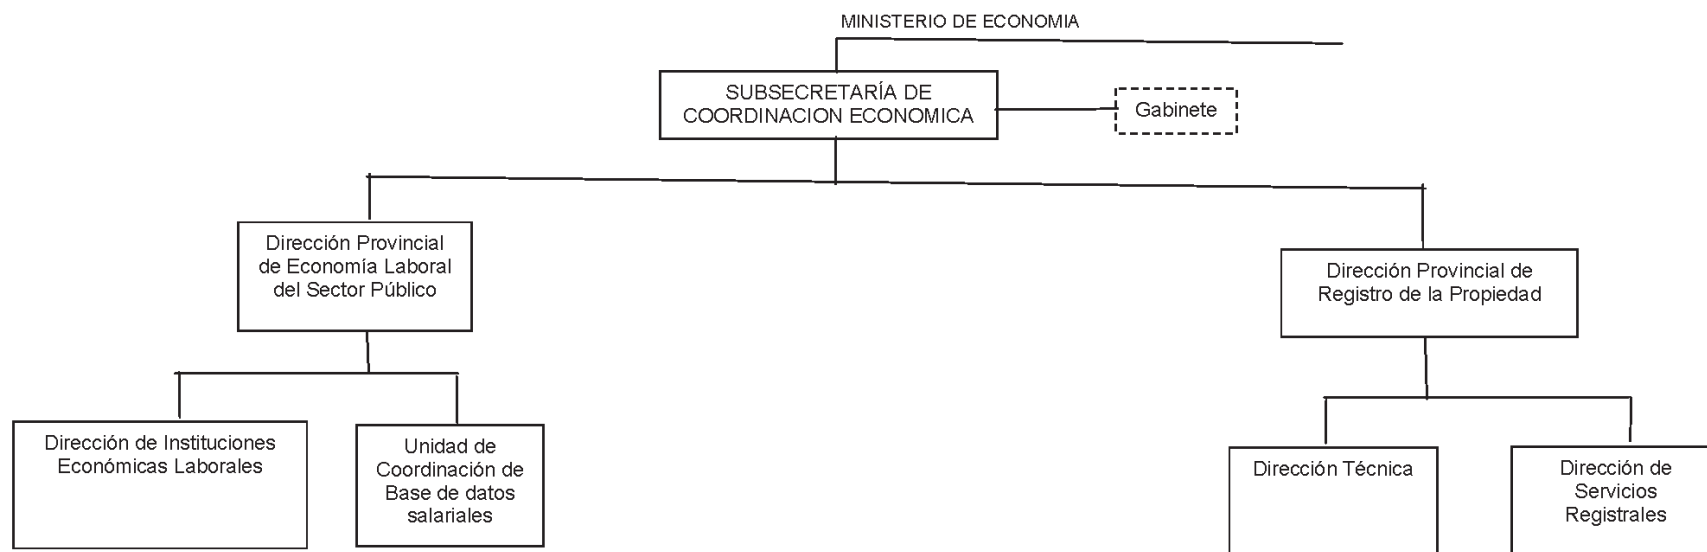 MINISTERIO DE ECONOMIA
SUBSECRETARÍA DE
COORDINACION ECONOMICA
Gabinete
Dirección Provincial
de Economía Laboral
del Sector Público
Dirección Provincial de
Registro de la Propiedad
Dirección de Instituciones
Económicas Laborales
Unidad de
Coordinación de
Base de datos
salariales
Dirección Técnica
Dirección de
Servicios
Registrales